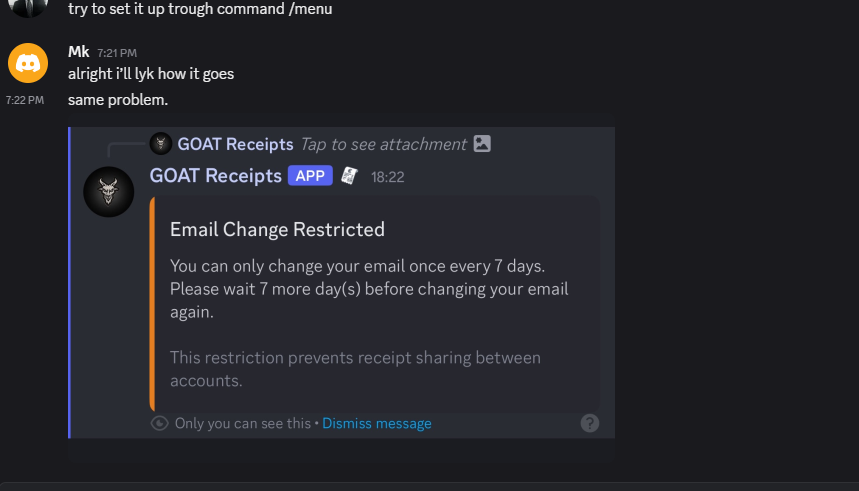 try to set it up trough command /menu
Mk 7:21 PM
alright i'll lyk how it goes
7:22 PM same problem.
GOAT Receipts Tap to see attachment
GOAT Receipts APP 18:22
Email Change Restricted
You can only change your email once every 7 days.
Please wait 7 more day(s) before changing your email
again.
This restriction prevents receipt sharing between
accounts.
Only you can see this • Dismiss message
?